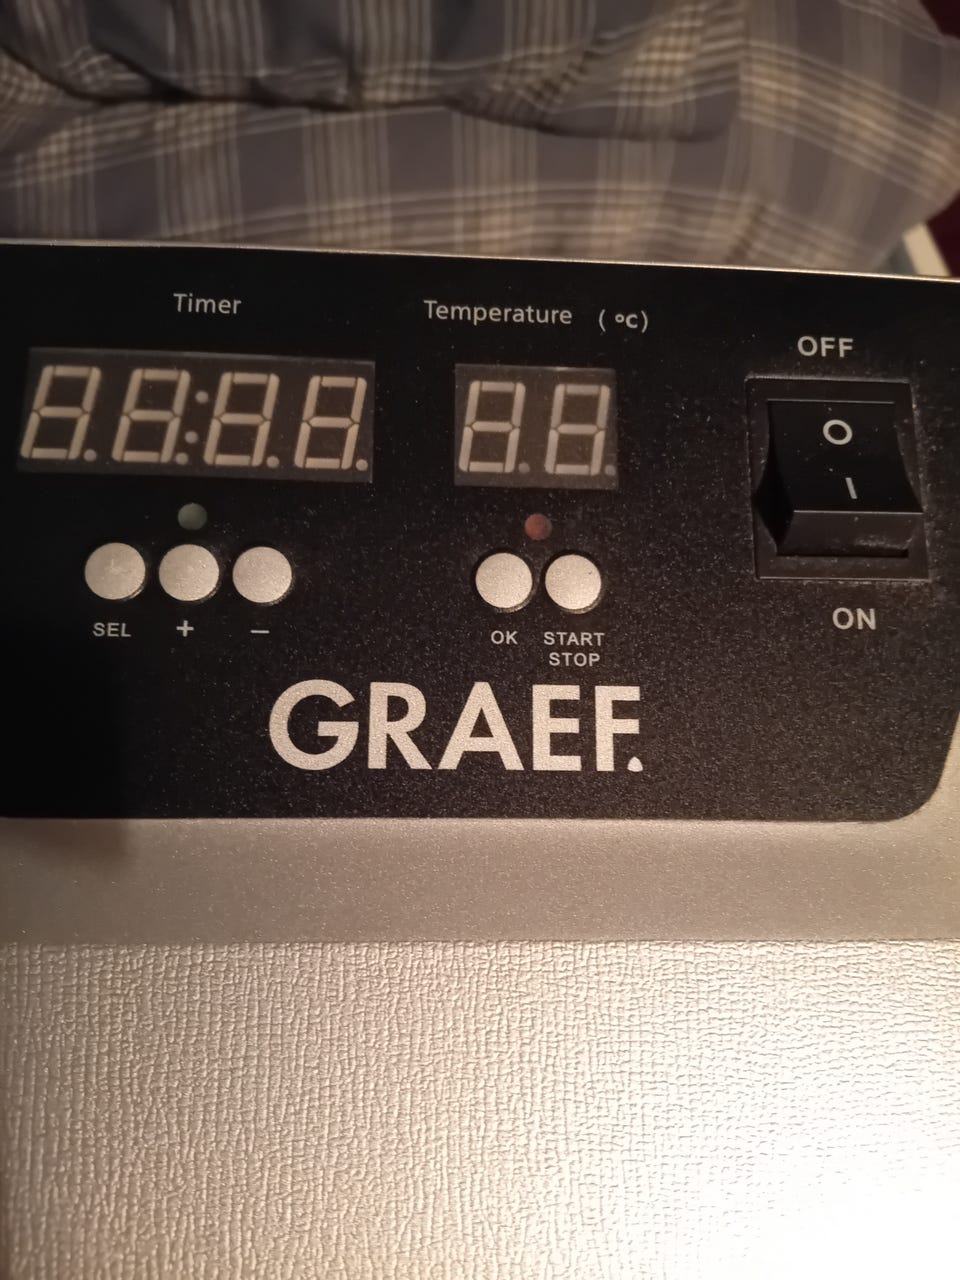 Timer
Temperature (°C)
OFF
O
I
SEL + −
OK START STOP
ON
GRAEF.